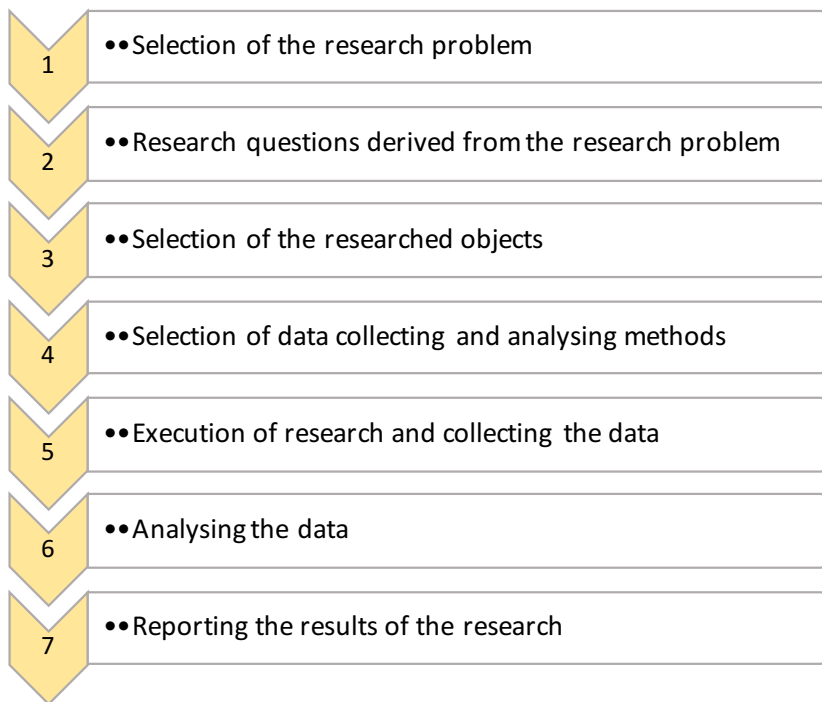 1
••Selection of the research problem
2
••Research questions derived from the research problem
3
••Selection of the researched objects
4
••Selection of data collecting and analysing methods
5
••Execution of research and collecting the data
6
••Analysing the data
7
••Reporting the results of the research